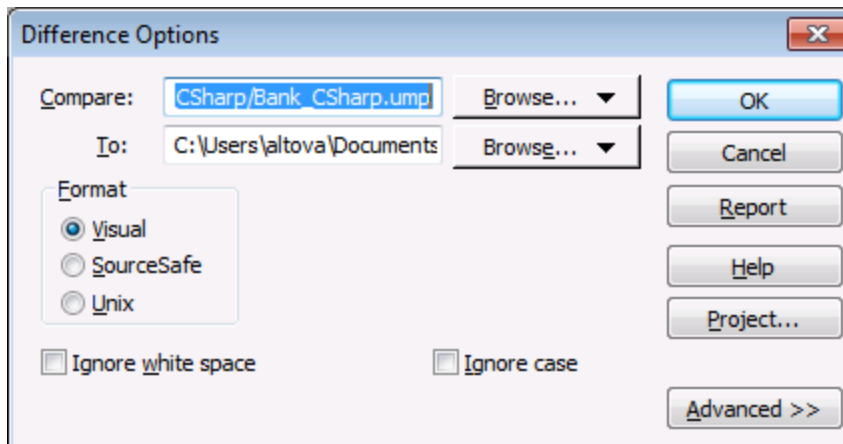 Difference Options
Compare: CSharp/Bank_CSharp.ump Browse... OK
To: C:\Users\altova\Documents Browse... Cancel
Format
Visual
Report
SourceSafe
Help
Unix
Project...
Ignore white space Ignore case
Advanced >>